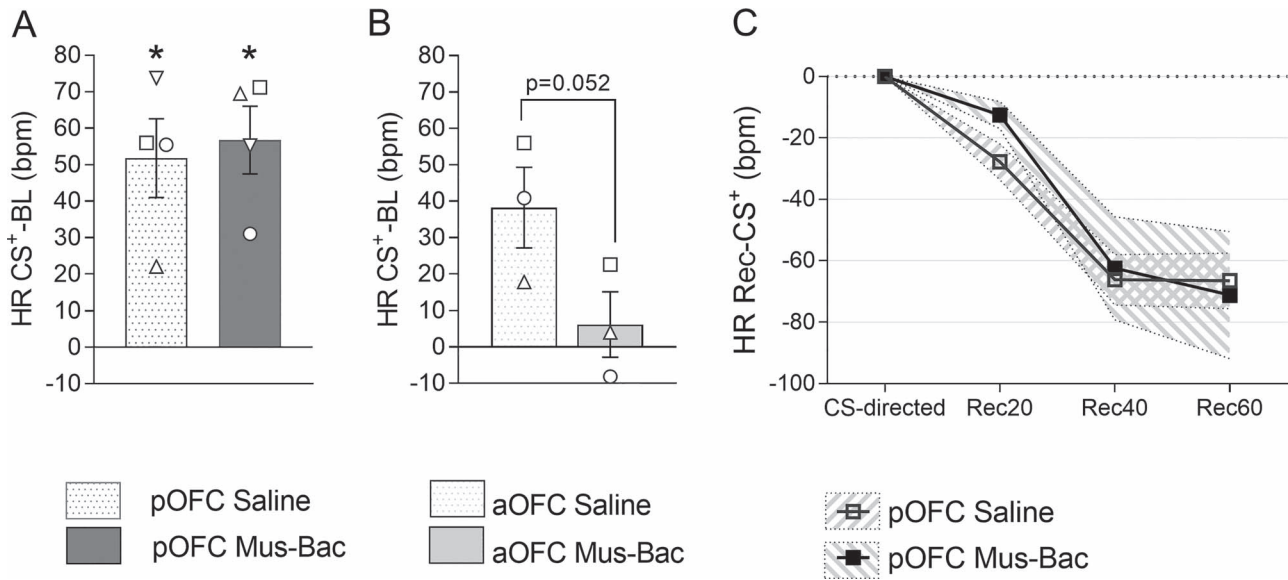 A
HR CS⁺-BL (bpm)
80
70
60
50
40
30
20
10
0
-10
*
*
pOFC Saline
pOFC Mus-Bac
B
HR CS⁺-BL (bpm)
80
70
60
50
40
30
20
10
0
-10
p=0.052
aOFC Saline
aOFC Mus-Bac
C
HR Rec-CS⁺ (bpm)
0
-20
-40
-60
-80
-100
CS-directed
Rec20
Rec40
Rec60
pOFC Saline
pOFC Mus-Bac